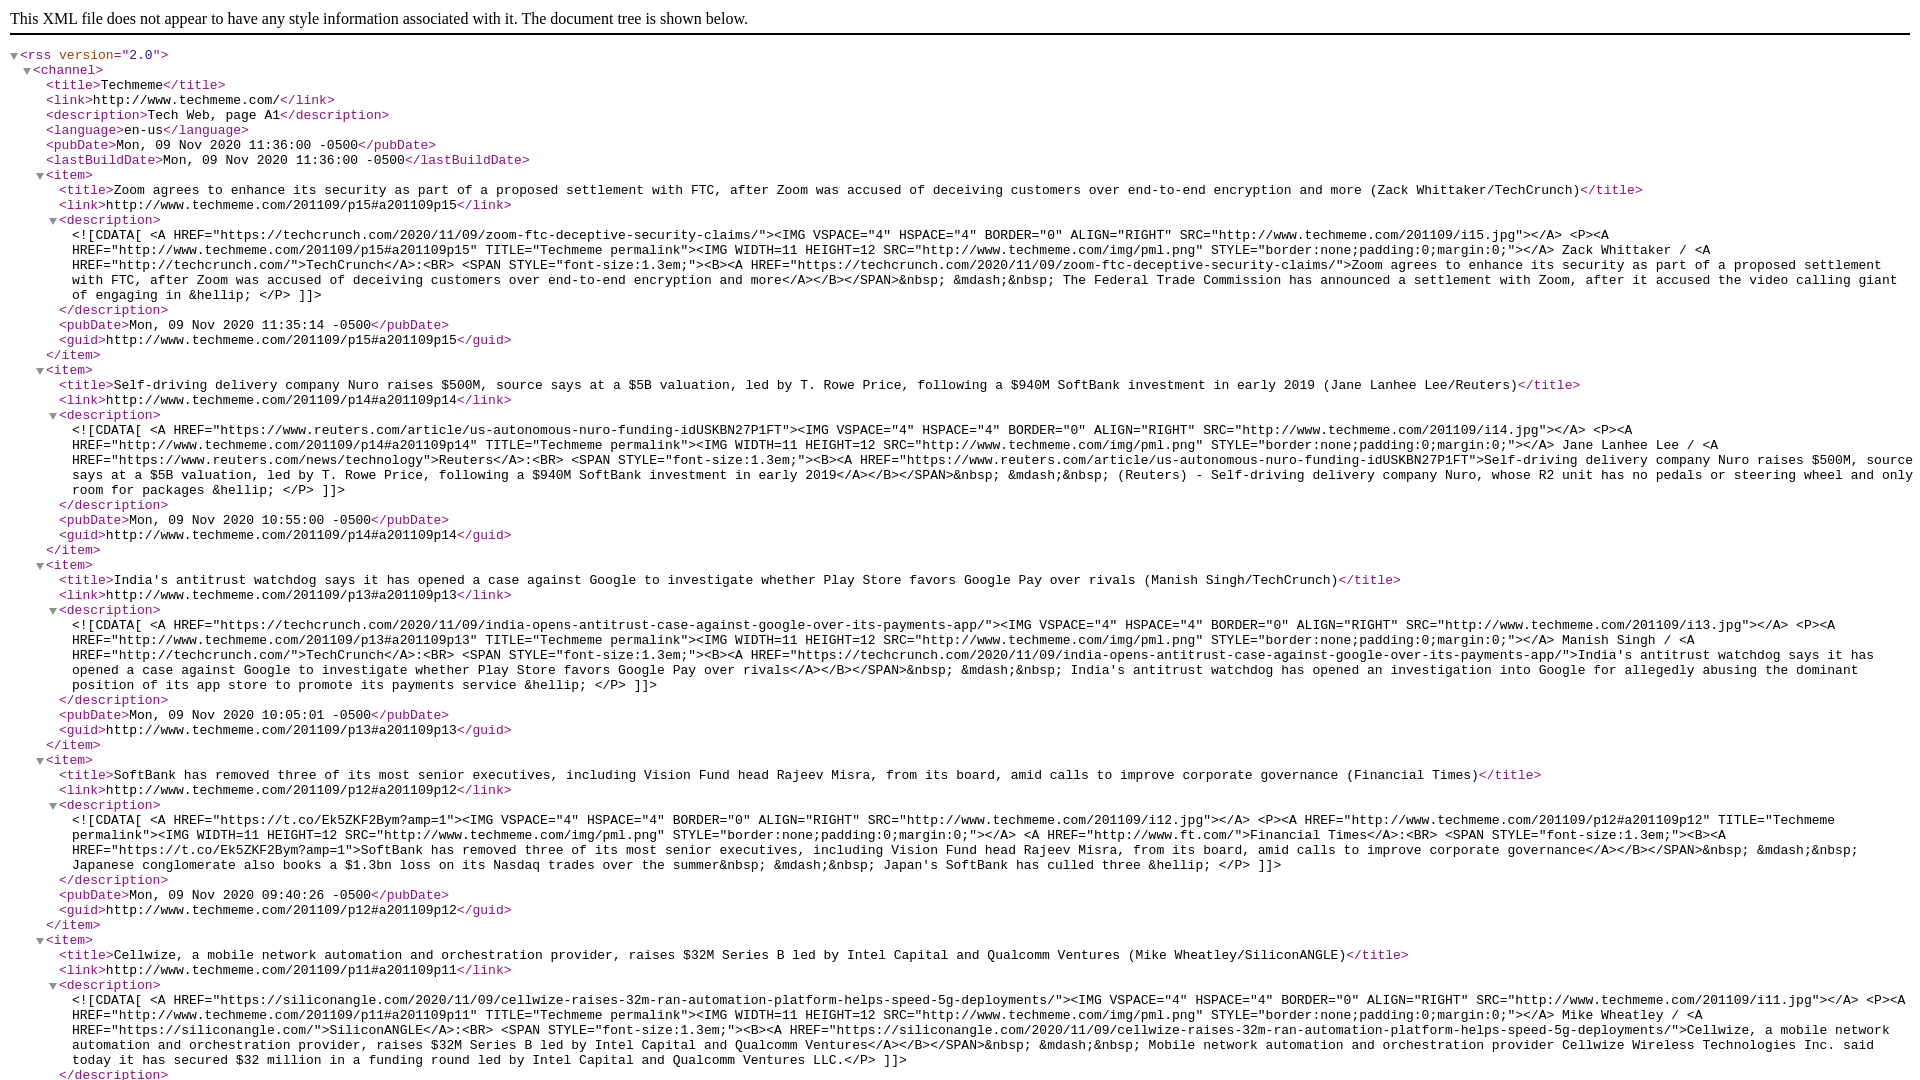 This XML file does not appear to have any style information associated with it. The document tree is shown below.
<rss version="2.0">
<channel>
<title>Techmeme</title>
<link>http://www.techmeme.com/</link>
<description>Tech Web, page A1</description>
<language>en-us</language>
<pubDate>Mon, 09 Nov 2020 11:36:00 -0500</pubDate>
<lastBuildDate>Mon, 09 Nov 2020 11:36:00 -0500</lastBuildDate>
<item>
<title>Zoom agrees to enhance its security as part of a proposed settlement with FTC, after Zoom was accused of deceiving customers over end-to-end encryption and more (Zack Whittaker/TechCrunch)</title>
<link>http://www.techmeme.com/201109/p15#a201109p15</link>
<description>
<![CDATA[ <A HREF="https://techcrunch.com/2020/11/09/zoom-ftc-deceptive-security-claims/"><IMG VSPACE="4" HSPACE="4" BORDER="0" ALIGN="RIGHT" SRC="http://www.techmeme.com/201109/i15.jpg"></A> <P><A
HREF="http://www.techmeme.com/201109/p15#a201109p15" TITLE="Techmeme permalink"><IMG WIDTH=11 HEIGHT=12 SRC="http://www.techmeme.com/img/pml.png" STYLE="border:none;padding:0;margin:0;"></A> Zack Whittaker / <A
HREF="http://techcrunch.com/">TechCrunch</A>:<BR> <SPAN STYLE="font-size:1.3em;"><B><A HREF="https://techcrunch.com/2020/11/09/zoom-ftc-deceptive-security-claims/">Zoom agrees to enhance its security as part of a proposed settlement
with FTC, after Zoom was accused of deceiving customers over end-to-end encryption and more</A></B></SPAN>&nbsp; &mdash;&nbsp; The Federal Trade Commission has announced a settlement with Zoom, after it accused the video calling giant
of engaging in &hellip; </P> ]]>
</description>
<pubDate>Mon, 09 Nov 2020 11:35:14 -0500</pubDate>
<guid>http://www.techmeme.com/201109/p15#a201109p15</guid>
</item>
<item>
<title>Self-driving delivery company Nuro raises $500M, source says at a $5B valuation, led by T. Rowe Price, following a $940M SoftBank investment in early 2019 (Jane Lanhee Lee/Reuters)</title>
<link>http://www.techmeme.com/201109/p14#a201109p14</link>
<description>
<![CDATA[ <A HREF="https://www.reuters.com/article/us-autonomous-nuro-funding-idUSKBN27P1FT"><IMG VSPACE="4" HSPACE="4" BORDER="0" ALIGN="RIGHT" SRC="http://www.techmeme.com/201109/i14.jpg"></A> <P><A
HREF="http://www.techmeme.com/201109/p14#a201109p14" TITLE="Techmeme permalink"><IMG WIDTH=11 HEIGHT=12 SRC="http://www.techmeme.com/img/pml.png" STYLE="border:none;padding:0;margin:0;"></A> Jane Lanhee Lee / <A
HREF="https://www.reuters.com/news/technology">Reuters</A>:<BR> <SPAN STYLE="font-size:1.3em;"><B><A HREF="https://www.reuters.com/article/us-autonomous-nuro-funding-idUSKBN27P1FT">Self-driving delivery company Nuro raises $500M, source
says at a $5B valuation, led by T. Rowe Price, following a $940M SoftBank investment in early 2019</A></B></SPAN>&nbsp; &mdash;&nbsp; (Reuters) - Self-driving delivery company Nuro, whose R2 unit has no pedals or steering wheel and only
room for packages &hellip; </P> ]]>
</description>
<pubDate>Mon, 09 Nov 2020 10:55:00 -0500</pubDate>
<guid>http://www.techmeme.com/201109/p14#a201109p14</guid>
</item>
<item>
<title>India's antitrust watchdog says it has opened a case against Google to investigate whether Play Store favors Google Pay over rivals (Manish Singh/TechCrunch)</title>
<link>http://www.techmeme.com/201109/p13#a201109p13</link>
<description>
<![CDATA[ <A HREF="https://techcrunch.com/2020/11/09/india-opens-antitrust-case-against-google-over-its-payments-app/"><IMG VSPACE="4" HSPACE="4" BORDER="0" ALIGN="RIGHT" SRC="http://www.techmeme.com/201109/i13.jpg"></A> <P><A
HREF="http://www.techmeme.com/201109/p13#a201109p13" TITLE="Techmeme permalink"><IMG WIDTH=11 HEIGHT=12 SRC="http://www.techmeme.com/img/pml.png" STYLE="border:none;padding:0;margin:0;"></A> Manish Singh / <A
HREF="http://techcrunch.com/">TechCrunch</A>:<BR> <SPAN STYLE="font-size:1.3em;"><B><A HREF="https://techcrunch.com/2020/11/09/india-opens-antitrust-case-against-google-over-its-payments-app/">India's antitrust watchdog says it has
opened a case against Google to investigate whether Play Store favors Google Pay over rivals</A></B></SPAN>&nbsp; &mdash;&nbsp; India's antitrust watchdog has opened an investigation into Google for allegedly abusing the dominant
position of its app store to promote its payments service &hellip; </P> ]]>
</description>
<pubDate>Mon, 09 Nov 2020 10:05:01 -0500</pubDate>
<guid>http://www.techmeme.com/201109/p13#a201109p13</guid>
</item>
<item>
<title>SoftBank has removed three of its most senior executives, including Vision Fund head Rajeev Misra, from its board, amid calls to improve corporate governance (Financial Times)</title>
<link>http://www.techmeme.com/201109/p12#a201109p12</link>
<description>
<![CDATA[ <A HREF="https://t.co/Ek5ZKF2Bym?amp=1"><IMG VSPACE="4" HSPACE="4" BORDER="0" ALIGN="RIGHT" SRC="http://www.techmeme.com/201109/i12.jpg"></A> <P><A HREF="http://www.techmeme.com/201109/p12#a201109p12" TITLE="Techmeme
permalink"><IMG WIDTH=11 HEIGHT=12 SRC="http://www.techmeme.com/img/pml.png" STYLE="border:none;padding:0;margin:0;"></A> <A HREF="http://www.ft.com/">Financial Times</A>:<BR> <SPAN STYLE="font-size:1.3em;"><B><A
HREF="https://t.co/Ek5ZKF2Bym?amp=1">SoftBank has removed three of its most senior executives, including Vision Fund head Rajeev Misra, from its board, amid calls to improve corporate governance</A></B></SPAN>&nbsp; &mdash;&nbsp;
Japanese conglomerate also books a $1.3bn loss on its Nasdaq trades over the summer&nbsp; &mdash;&nbsp; Japan's SoftBank has culled three &hellip; </P> ]]>
</description>
<pubDate>Mon, 09 Nov 2020 09:40:26 -0500</pubDate>
<guid>http://www.techmeme.com/201109/p12#a201109p12</guid>
</item>
<item>
<title>Cellwize, a mobile network automation and orchestration provider, raises $32M Series B led by Intel Capital and Qualcomm Ventures (Mike Wheatley/SiliconANGLE)</title>
<link>http://www.techmeme.com/201109/p11#a201109p11</link>
<description>
<![CDATA[ <A HREF="https://siliconangle.com/2020/11/09/cellwize-raises-32m-ran-automation-platform-helps-speed-5g-deployments/"><IMG VSPACE="4" HSPACE="4" BORDER="0" ALIGN="RIGHT" SRC="http://www.techmeme.com/201109/i11.jpg"></A> <P><A
HREF="http://www.techmeme.com/201109/p11#a201109p11" TITLE="Techmeme permalink"><IMG WIDTH=11 HEIGHT=12 SRC="http://www.techmeme.com/img/pml.png" STYLE="border:none;padding:0;margin:0;"></A> Mike Wheatley / <A
HREF="https://siliconangle.com/">SiliconANGLE</A>:<BR> <SPAN STYLE="font-size:1.3em;"><B><A HREF="https://siliconangle.com/2020/11/09/cellwize-raises-32m-ran-automation-platform-helps-speed-5g-deployments/">Cellwize, a mobile network
automation and orchestration provider, raises $32M Series B led by Intel Capital and Qualcomm Ventures</A></B></SPAN>&nbsp; &mdash;&nbsp; Mobile network automation and orchestration provider Cellwize Wireless Technologies Inc. said
today it has secured $32 million in a funding round led by Intel Capital and Qualcomm Ventures LLC.</P> ]]>
</description>